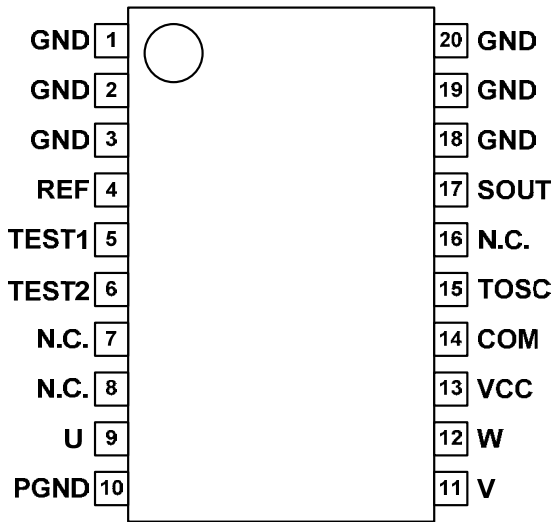 GND 1 20 GND
GND 2 19 GND
GND 3 18 GND
REF 4 17 SOUT
TEST1 5 16 N.C.
TEST2 6 15 TOSC
N.C. 7 14 COM
N.C. 8 13 VCC
U 9 12 W
PGND 10 11 V